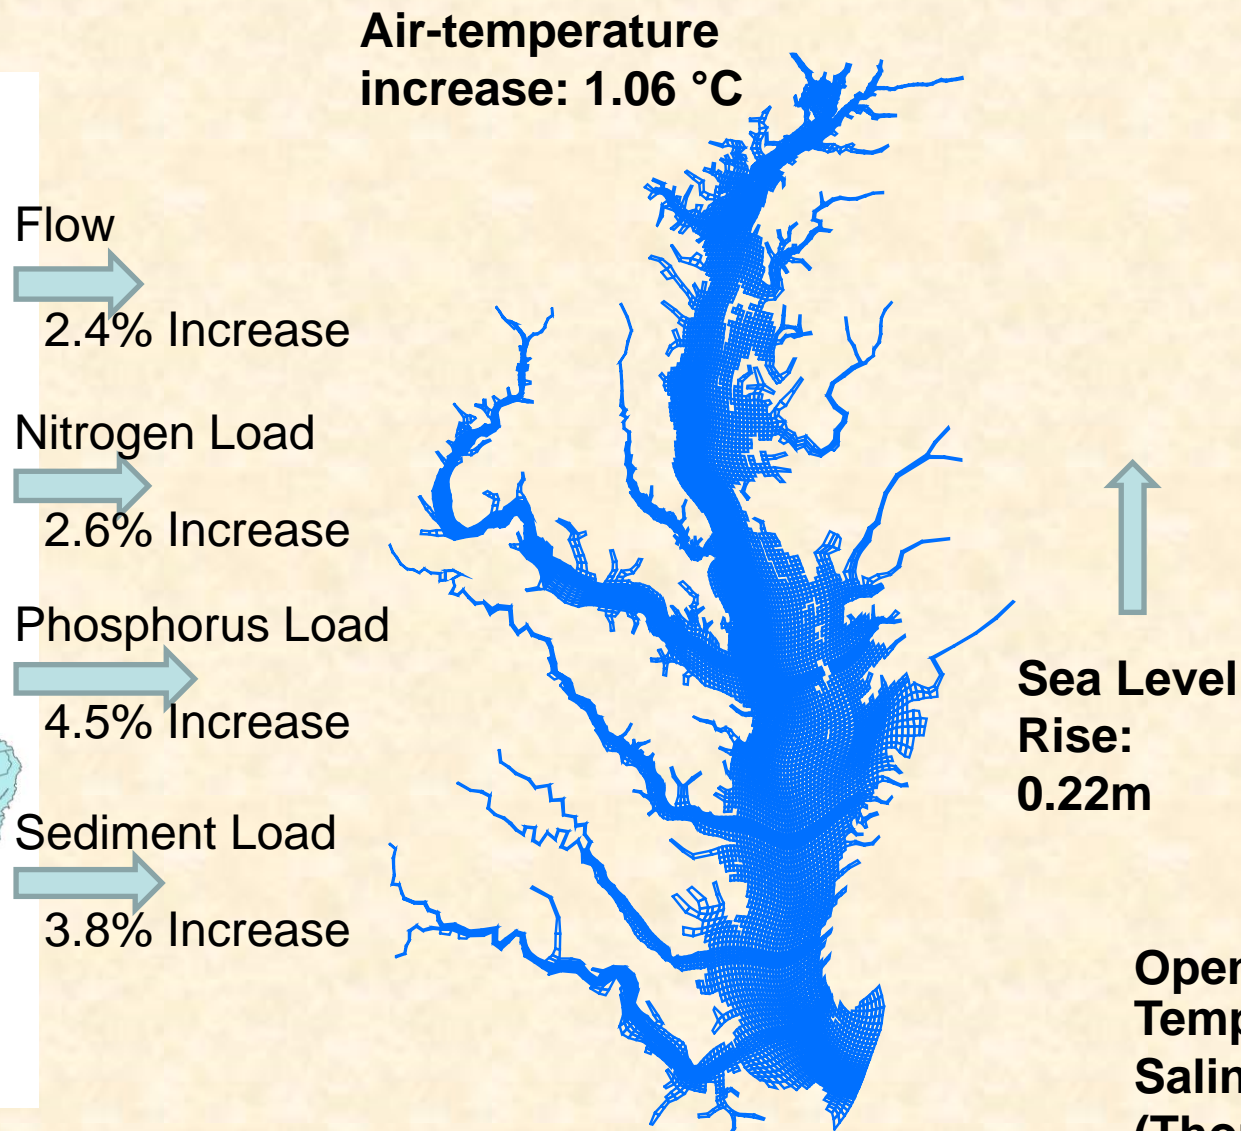 Air-temperature
increase: 1.06 °C
Flow
2.4% Increase
Nitrogen Load
2.6% Increase
Phosphorus Load
4.5% Increase
Sediment Load
3.8% Increase
Sea Level
Rise:
0.22m